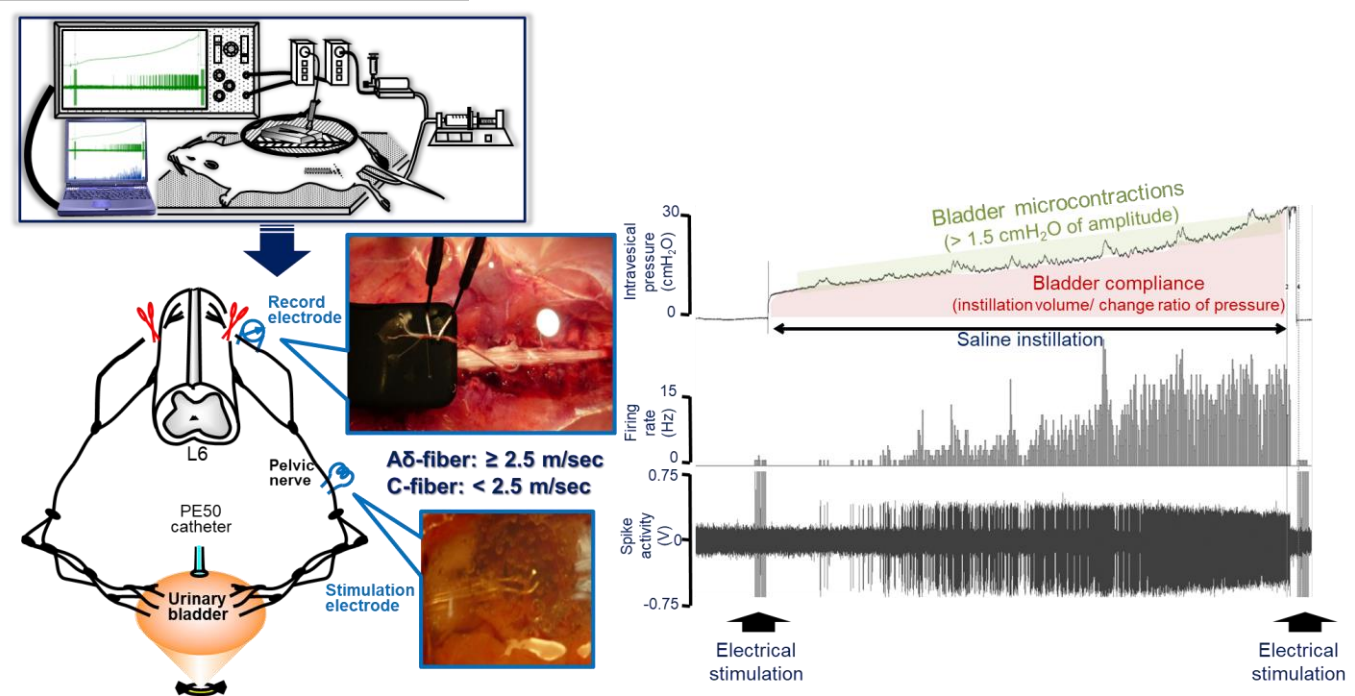 Record
electrode
L6
Pelvic
nerve
Aδ-fiber: ≥ 2.5 m/sec
C-fiber: < 2.5 m/sec
PE50
catheter
Urinary
bladder
Stimulation
electrode
Bladder microcontractions
(> 1.5 cmH₂O of amplitude)
Intravesical
pressure
(cmH₂O)
30
0
Bladder compliance
(instillation volume/ change ratio of pressure)
Saline instillation
Firing
rate
(Hz)
15
0
Spike
activity
(V)
0.75
0
-0.75
Electrical
stimulation
Electrical
stimulation